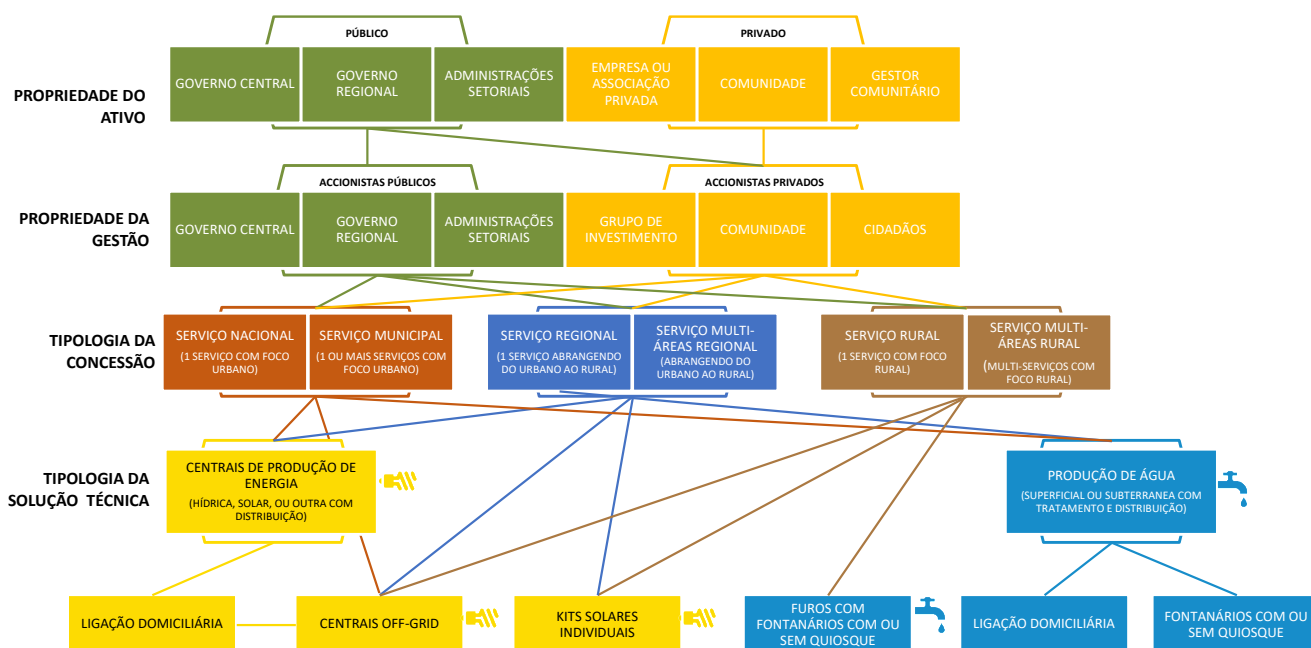 PÚBLICO
PRIVADO
PROPRIEDADE DO
ATIVO
GOVERNO CENTRAL
GOVERNO
REGIONAL
ADMINISTRAÇÕES
SETORIAIS
EMPRESA OU
ASSOCIAÇÃO
PRIVADA
COMUNIDADE
GESTOR
COMUNITÁRIO
ACCIONISTAS PÚBLICOS
ACCIONISTAS PRIVADOS
PROPRIEDADE DA
GESTÃO
GOVERNO CENTRAL
GOVERNO
REGIONAL
ADMINISTRAÇÕES
SETORIAIS
GRUPO DE
INVESTIMENTO
COMUNIDADE
CIDADÃOS
TIPOLOGIA DA
CONCESSÃO
SERVIÇO NACIONAL
(1 SERVIÇO COM FOCO
URBANO)
SERVIÇO MUNICIPAL
(1 OU MAIS SERVIÇOS COM
FOCO URBANO)
SERVIÇO REGIONAL
(1 SERVIÇO ABRANGENDO
DO URBANO AO RURAL)
SERVIÇO MULTI-
ÁREAS REGIONAL
(ABRANGENDO DO
URBANO AO RURAL)
SERVIÇO RURAL
(1 SERVIÇO COM FOCO
RURAL)
SERVIÇO MULTI-
ÁREAS RURAL
(MULTI-SERVIÇOS COM
FOCO RURAL)
TIPOLOGIA DA
SOLUÇÃO TÉCNICA
CENTRAIS DE PRODUÇÃO DE
ENERGIA
(HÍDRICA, SOLAR, OU OUTRA COM
DISTRIBUIÇÃO)
PRODUÇÃO DE ÁGUA
(SUPERFICIAL OU SUBTERRANEA COM
TRATAMENTO E DISTRIBUIÇÃO)
LIGAÇÃO DOMICILIÁRIA
CENTRAIS OFF-GRID
KITS SOLARES
INDIVIDUAIS
FUROS COM
FONTANÁRIOS COM OU
SEM QUIOSQUE
LIGAÇÃO DOMICILIÁRIA
FONTANÁRIOS COM OU
SEM QUIOSQUE